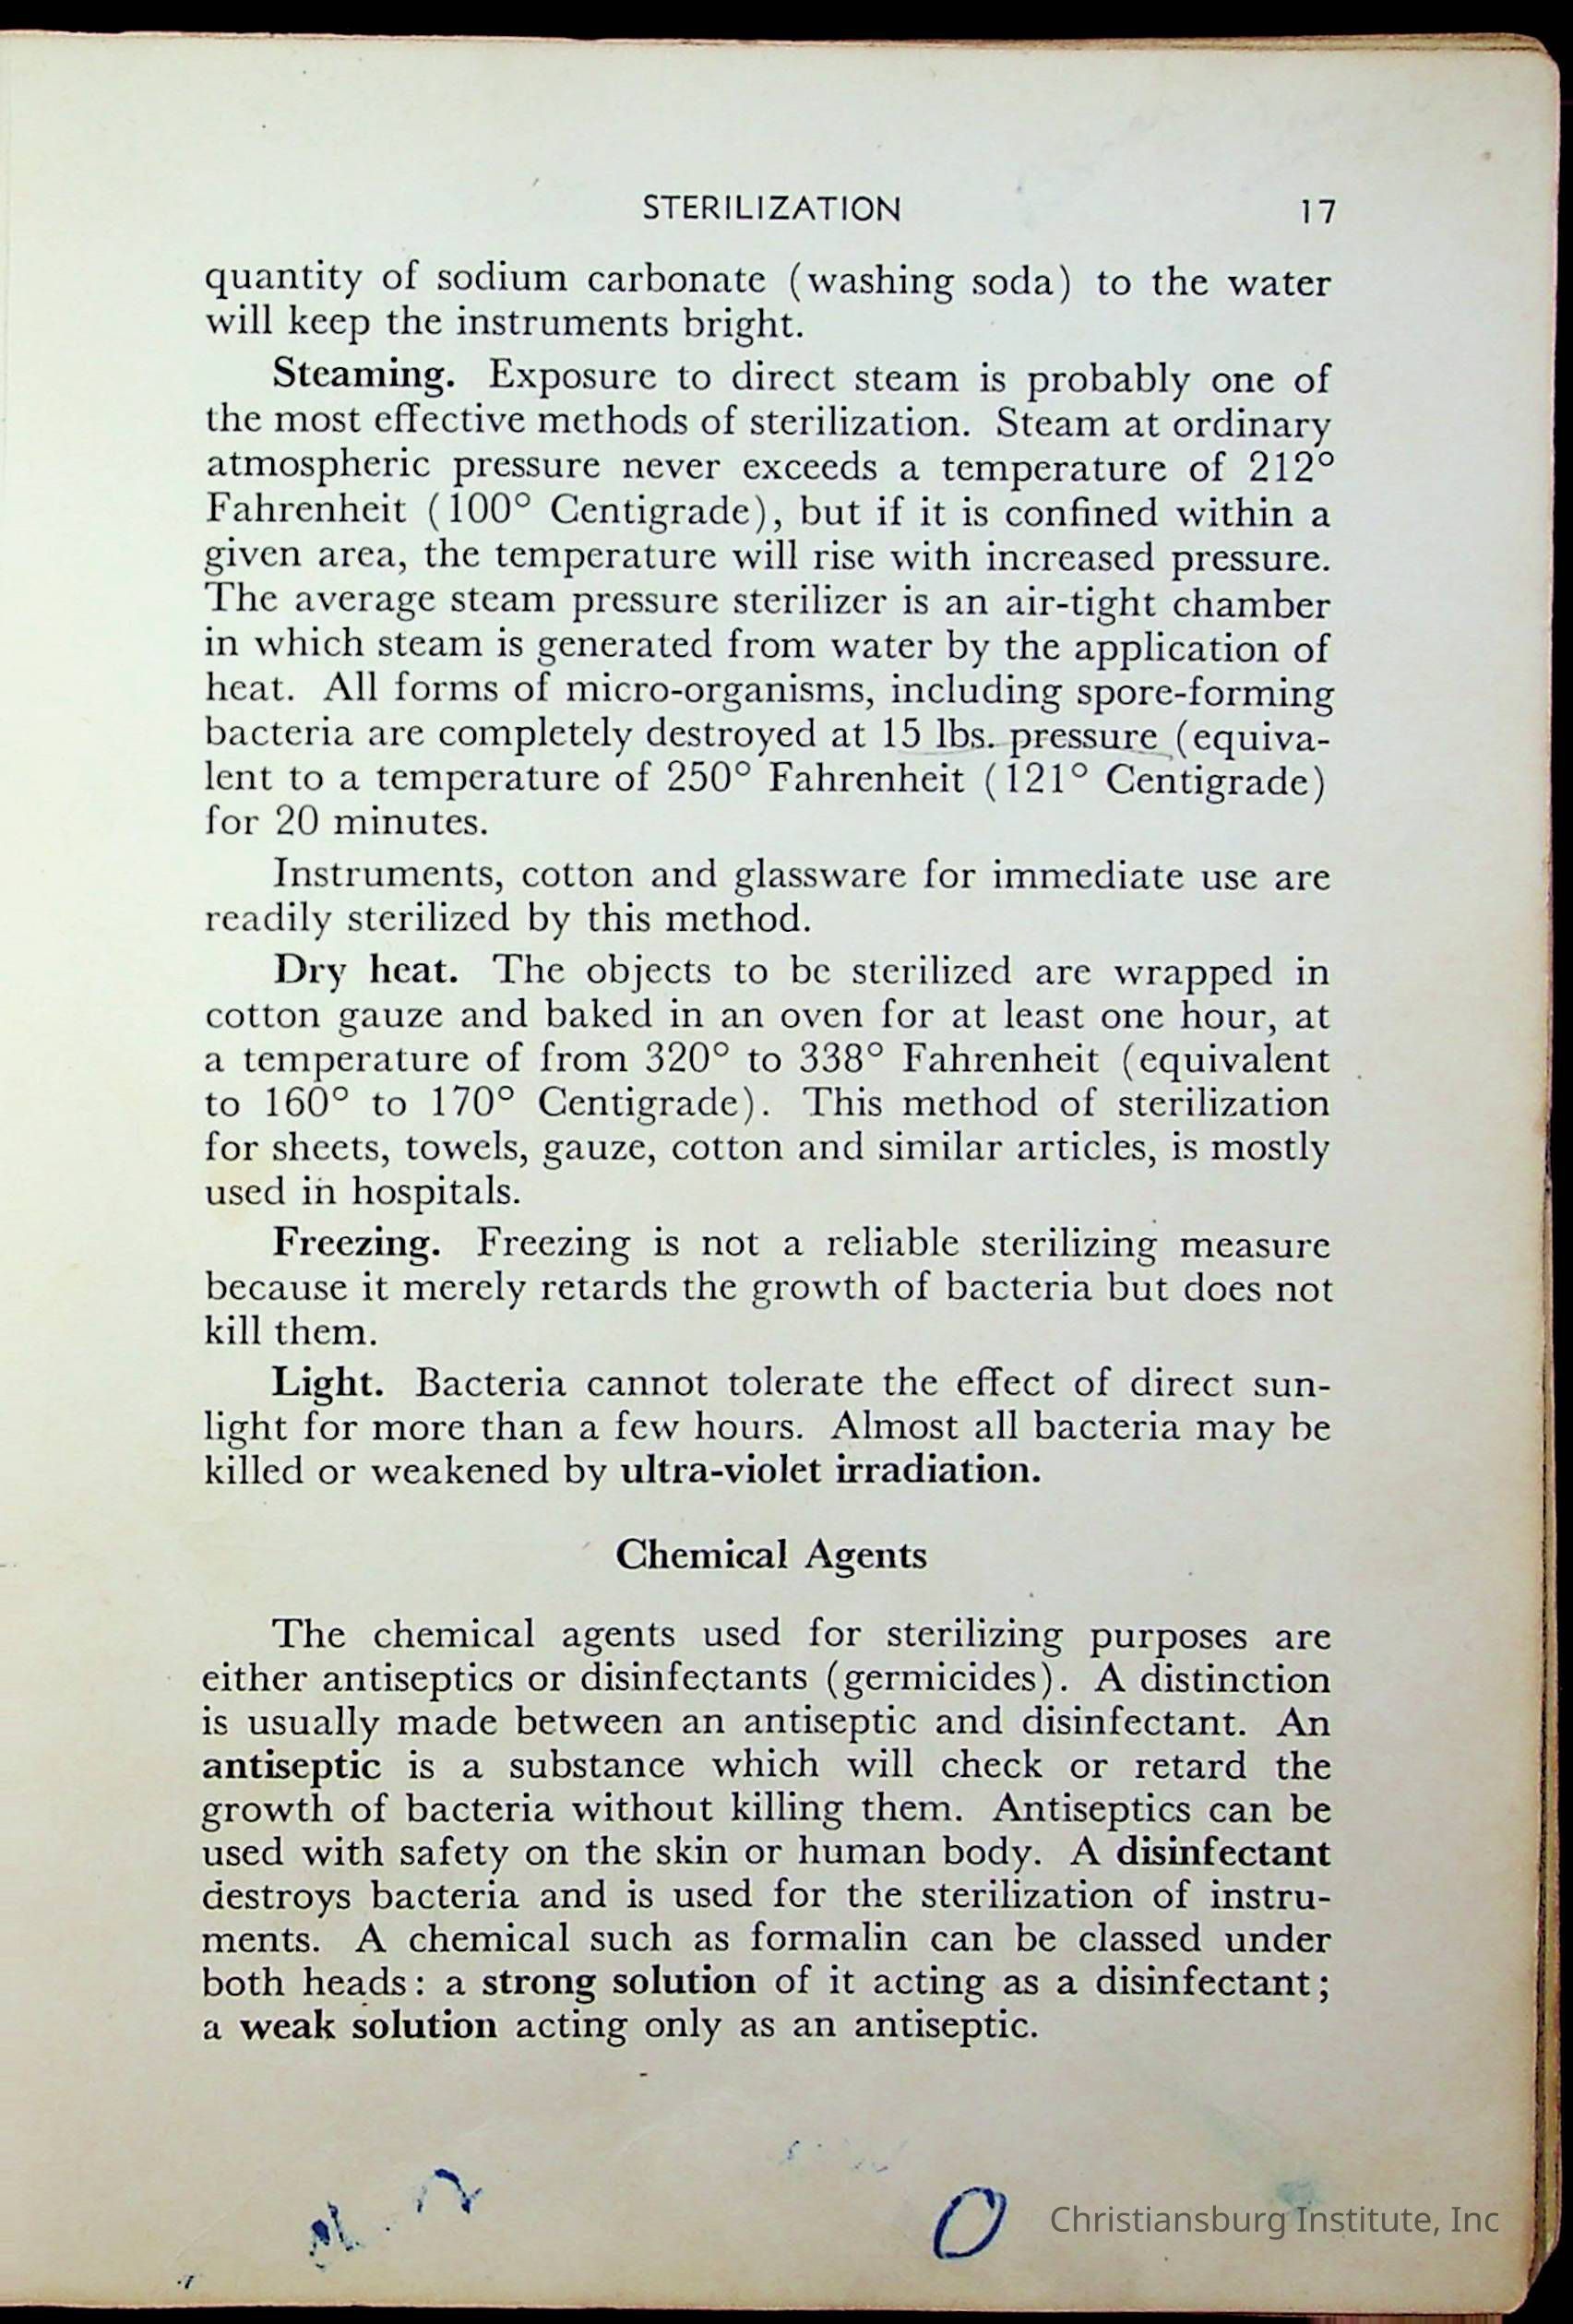 STERILIZATION 17
quantity of sodium carbonate (washing soda) to the water
will keep the instruments bright.
Steaming. Exposure to direct steam is probably one of
the most effective methods of sterilization. Steam at ordinary
atmospheric pressure never exceeds a temperature of 212°
Fahrenheit (100° Centigrade), but if it is confined within a
given area, the temperature will rise with increased pressure.
The average steam pressure sterilizer is an air-tight chamber
in which steam is generated from water by the application of
heat. All forms of micro-organisms, including spore-forming
bacteria are completely destroyed at 15 lbs. pressure (equiva-
lent to a temperature of 250° Fahrenheit (121° Centigrade)
for 20 minutes.
Instruments, cotton and glassware for immediate use are
readily sterilized by this method.
Dry heat. The objects to be sterilized are wrapped in
cotton gauze and baked in an oven for at least one hour, at
a temperature of from 320° to 338° Fahrenheit (equivalent
to 160° to 170° Centigrade). This method of sterilization
for sheets, towels, gauze, cotton and similar articles, is mostly
used in hospitals.
Freezing. Freezing is not a reliable sterilizing measure
because it merely retards the growth of bacteria but does not
kill them.
Light. Bacteria cannot tolerate the effect of direct sun-
light for more than a few hours. Almost all bacteria may be
killed or weakened by ultra-violet irradiation.
Chemical Agents
The chemical agents used for sterilizing purposes are
either antiseptics or disinfectants (germicides). A distinction
is usually made between an antiseptic and disinfectant. An
antiseptic is a substance which will check or retard the
growth of bacteria without killing them. Antiseptics can be
used with safety on the skin or human body. A disinfectant
destroys bacteria and is used for the sterilization of instru-
ments. A chemical such as formalin can be classed under
both heads: a strong solution of it acting as a disinfectant;
a weak solution acting only as an antiseptic.
O
Christiansburg Institute, Inc